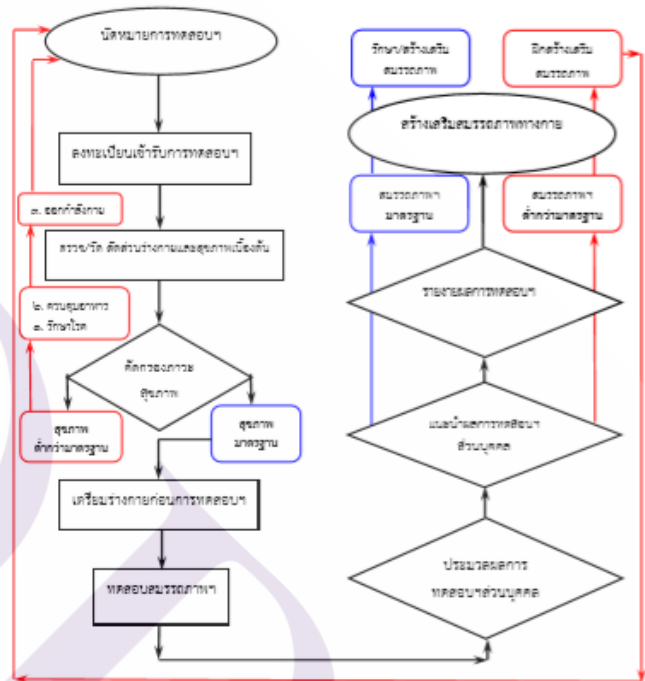 นัดหมายการทดสอบฯ
ลงทะเบียนเข้ารับการทดสอบฯ
ตรวจ/วัด สัดส่วนร่างกายและสุขภาพเบื้องต้น
คัดกรองภาวะ
สุขภาพ
สุขภาพ
ต่ำกว่ามาตรฐาน
๑. รักษาโรค
๒. ควบคุมอาหาร
๓. ออกกำลังกาย
สุขภาพ
มาตรฐาน
เตรียมร่างกายก่อนการทดสอบฯ
ทดสอบสมรรถภาพฯ
ประมวลผลการ
ทดสอบฯส่วนบุคคล
แนะนำผลการทดสอบฯ
ส่วนบุคคล
รายงานผลการทดสอบฯ
สมรรถภาพฯ
มาตรฐาน
สมรรถภาพฯ
ต่ำกว่ามาตรฐาน
สร้างเสริมสมรรถภาพทางกาย
รักษา/สร้างเสริม
สมรรถภาพ
ฝึกสร้างเสริม
สมรรถภาพ